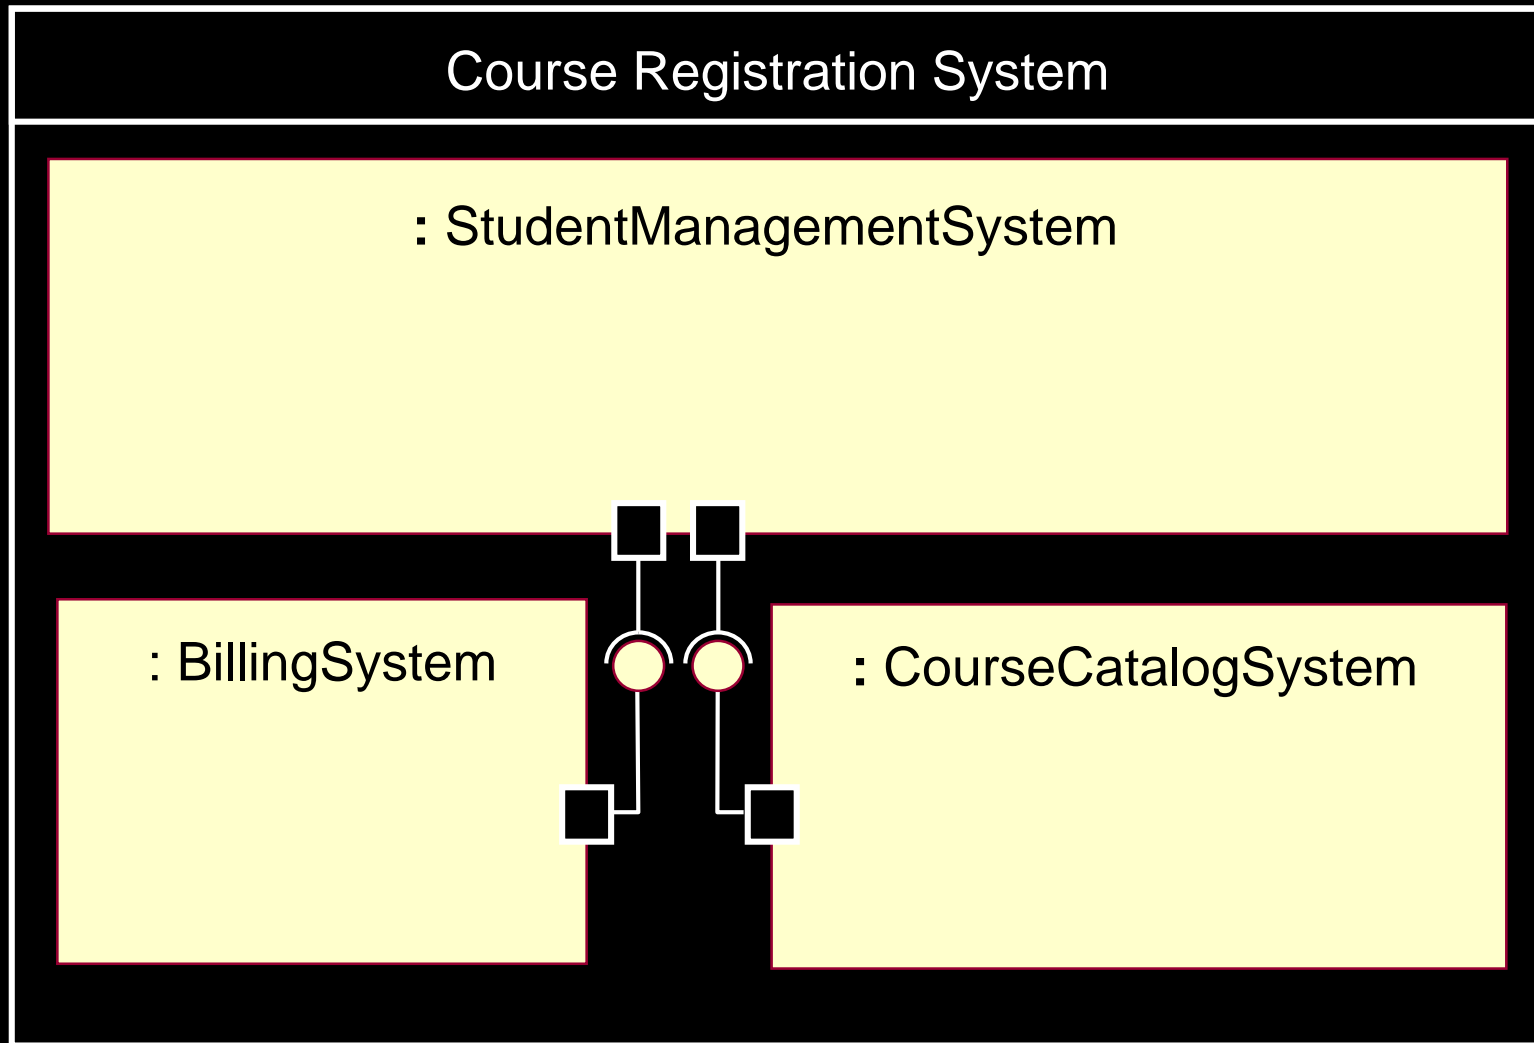 Course Registration System
: StudentManagementSystem
: BillingSystem
: CourseCatalogSystem